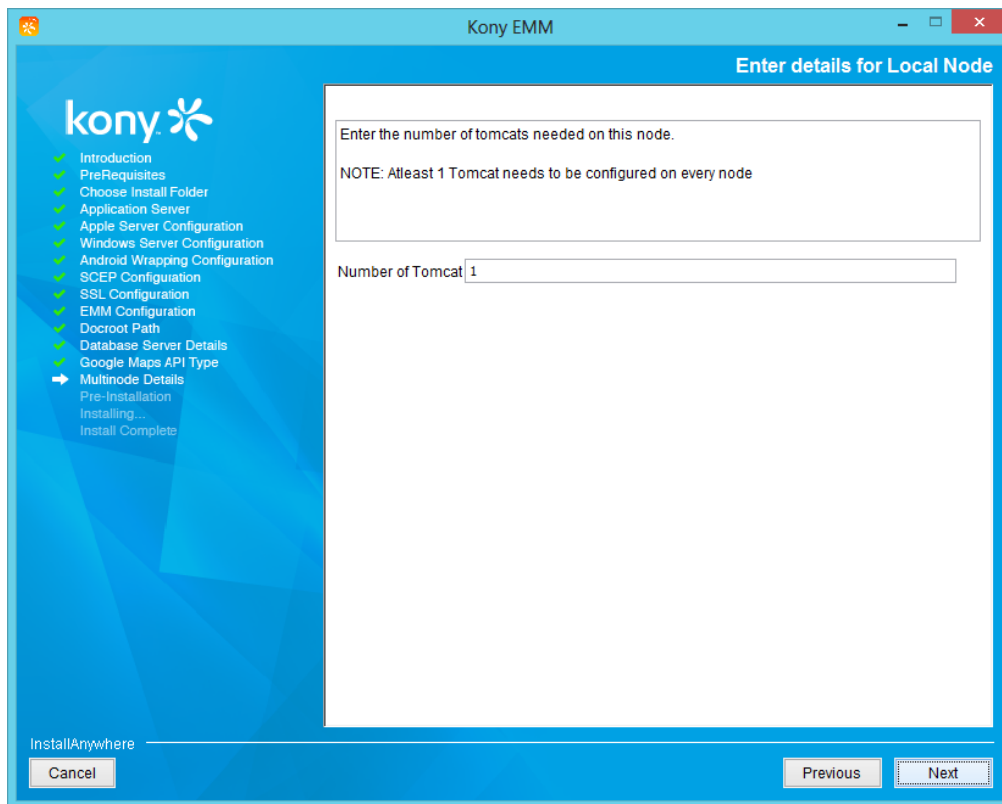 Kony EMM
Enter details for Local Node
kony
Introduction
PreRequisites
Choose Install Folder
Application Server
Apple Server Configuration
Windows Server Configuration
Android Wrapping Configuration
SCEP Configuration
SSL Configuration
EMM Configuration
Docroot Path
Database Server Details
Google Maps API Type
Multinode Details
Pre-Installation
Installing...
Install Complete
Enter the number of tomcats needed on this node.
NOTE: Atleast 1 Tomcat needs to be configured on every node
Number of Tomcat 1
InstallAnywhere
Cancel
Previous
Next